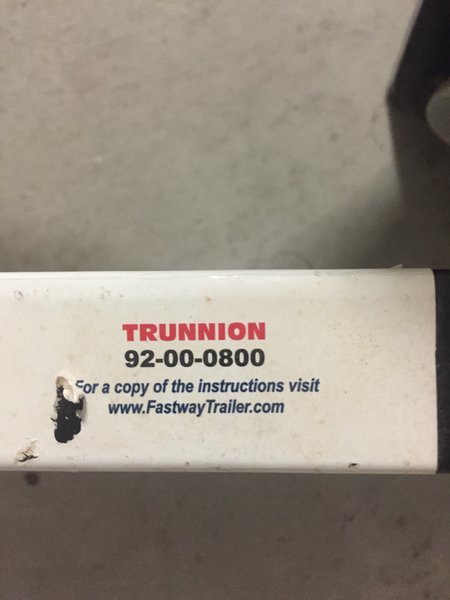 TRUNNION
92-00-0800
For a copy of the instructions visit
www.FastwayTrailer.com